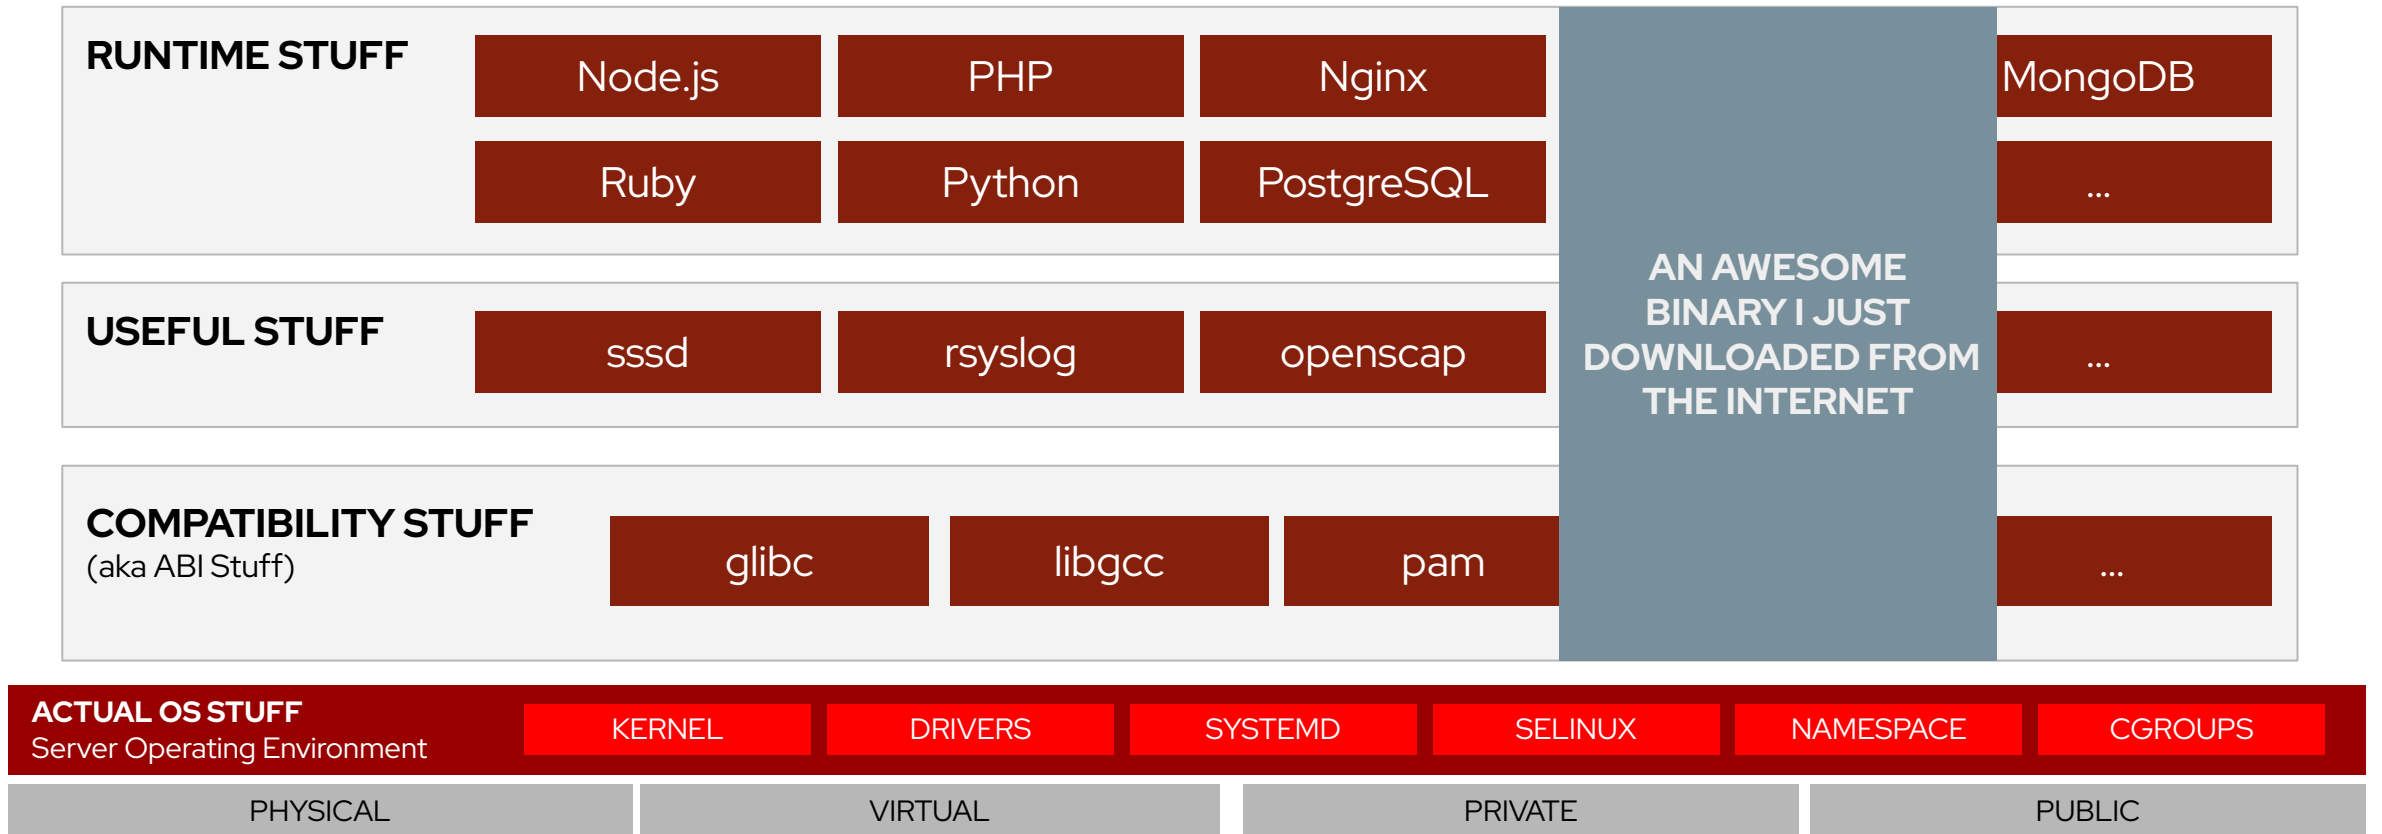 RUNTIME STUFF
Node.js
PHP
Nginx
MongoDB
Ruby
Python
PostgreSQL
...
AN AWESOME
BINARY I JUST
DOWNLOADED FROM
THE INTERNET
USEFUL STUFF
sssd
rsyslog
openscap
...
COMPATIBILITY STUFF
(aka ABI Stuff)
glibc
libgcc
pam
...
ACTUAL OS STUFF
Server Operating Environment
KERNEL
DRIVERS
SYSTEMD
SELINUX
NAMESPACE
CGROUPS
PHYSICAL
VIRTUAL
PRIVATE
PUBLIC